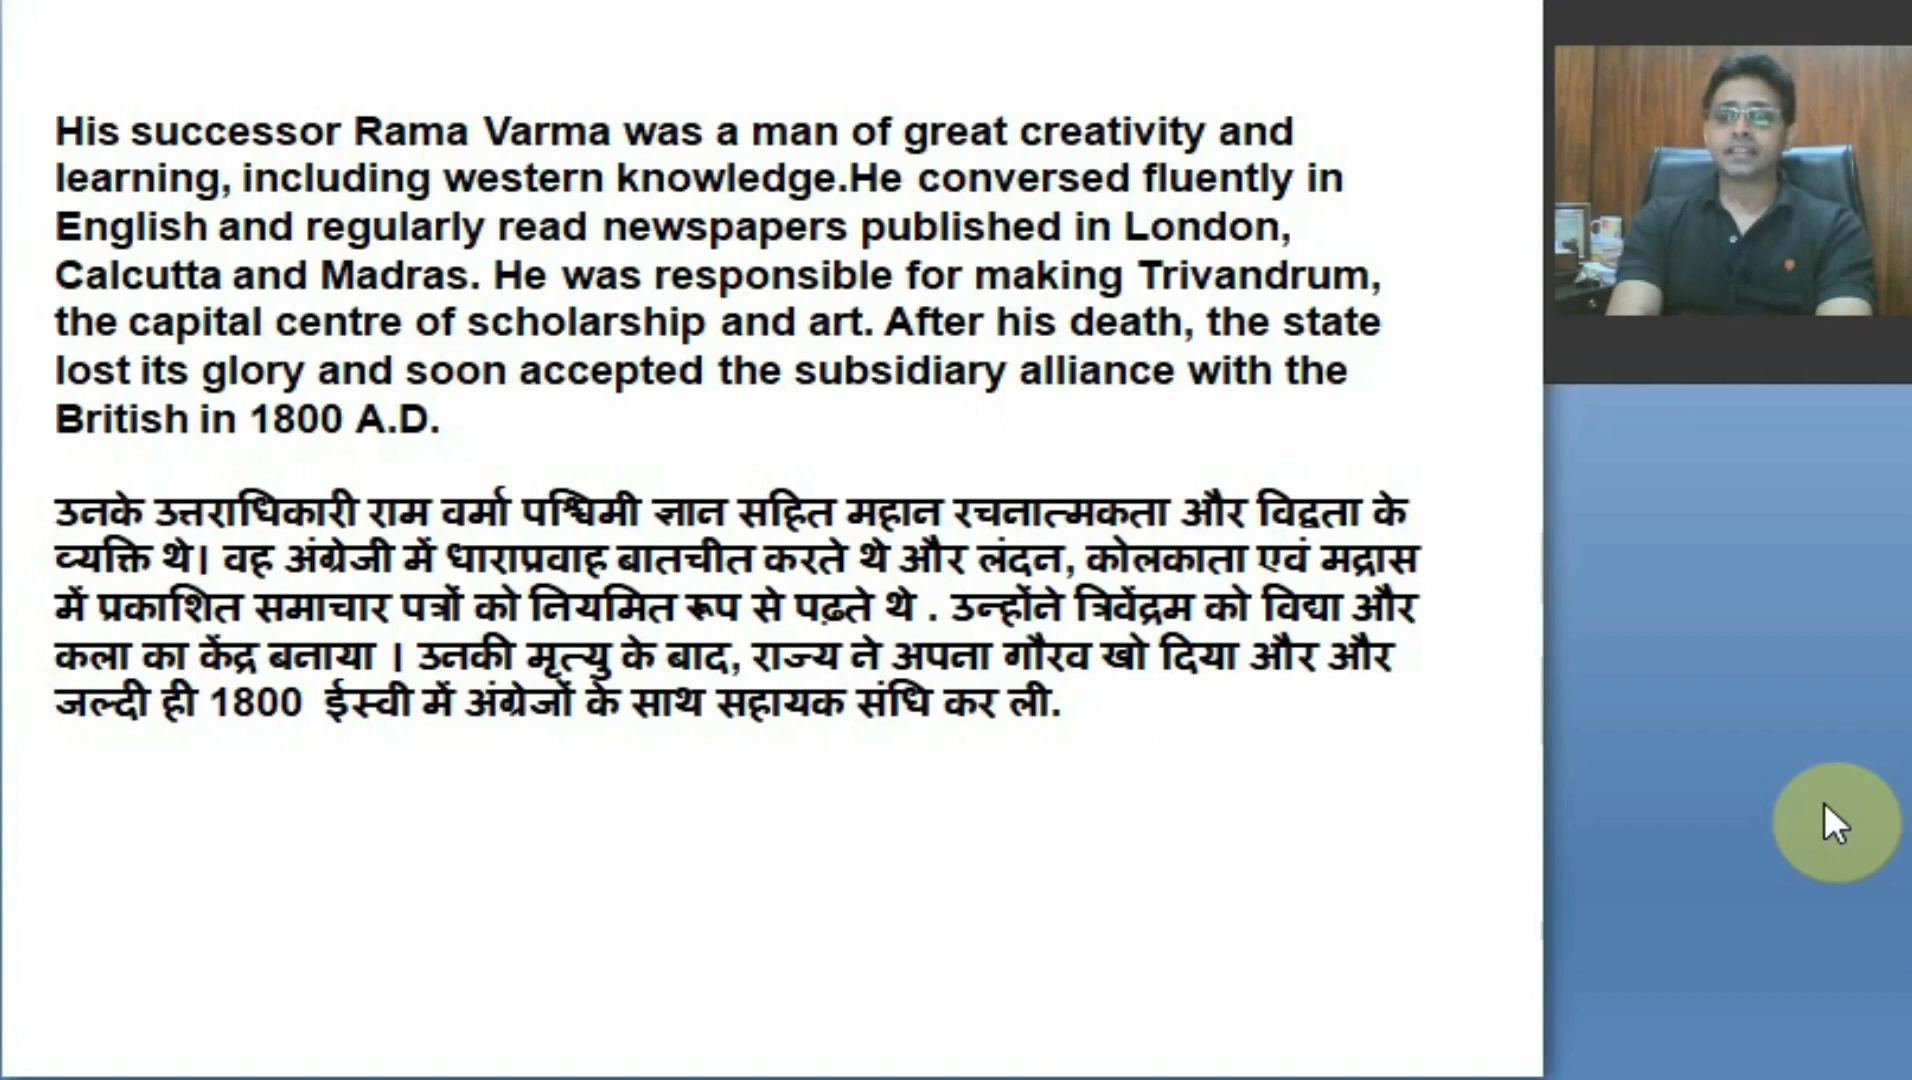 His successor Rama Varma was a man of great creativity and
learning, including western knowledge.He conversed fluently in
English and regularly read newspapers published in London,
Calcutta and Madras. He was responsible for making Trivandrum,
the capital centre of scholarship and art. After his death, the state
lost its glory and soon accepted the subsidiary alliance with the
British in 1800 A.D.
उनके उत्तराधिकारी राम वर्मा पश्चिमी ज्ञान सहित महान रचनात्मकता और विद्वता के
व्यक्ति थे। वह अंग्रेजी में धाराप्रवाह बातचीत करते थे और लंदन, कोलकाता एवं मद्रास
में प्रकाशित समाचार पत्रों को नियमित रूप से पढ़ते थे . उन्होंने त्रिवेंद्रम को विद्या और
कला का केंद्र बनाया । उनकी मृत्यु के बाद, राज्य ने अपना गौरव खो दिया और और
जल्दी ही 1800 ईस्वी में अंग्रेजों के साथ सहायक संधि कर ली.